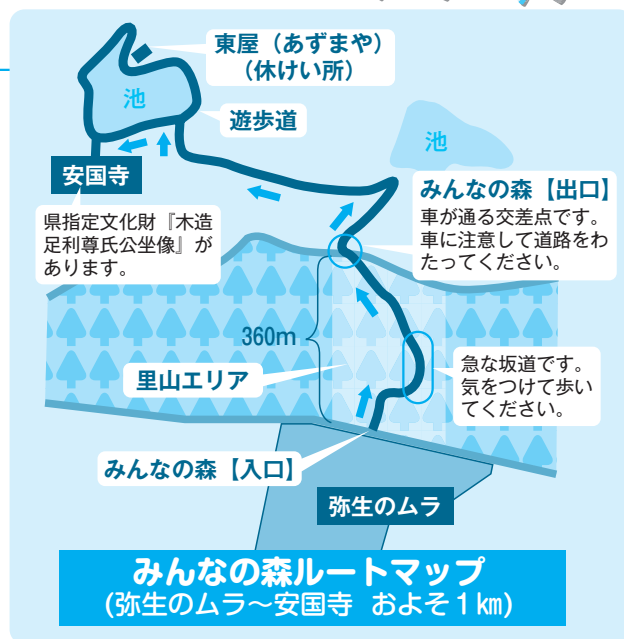 東屋（あずまや）
（休けい所）
池
遊歩道
池
安国寺
県指定文化財『木造
足利尊氏公坐像』が
あります。
みんなの森【出口】
車が通る交差点です。
車に注意して道路をわ
たってください。
360m
里山エリア
急な坂道です。
気をつけて歩い
てください。
みんなの森【入口】
弥生のムラ
みんなの森ルートマップ
(弥生のムラ～安国寺 およそ１㎞)